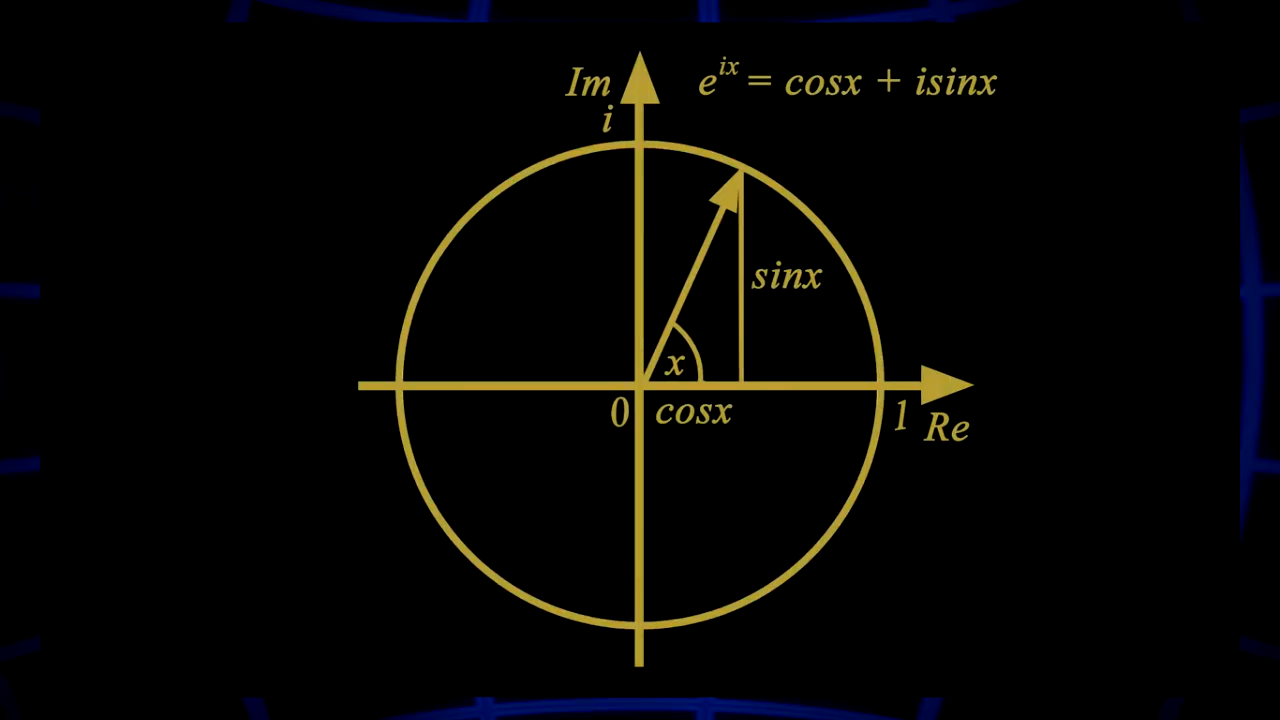 Im
e^{ix} = cosx + isinx
i
sinx
x
0
cosx
1
Re